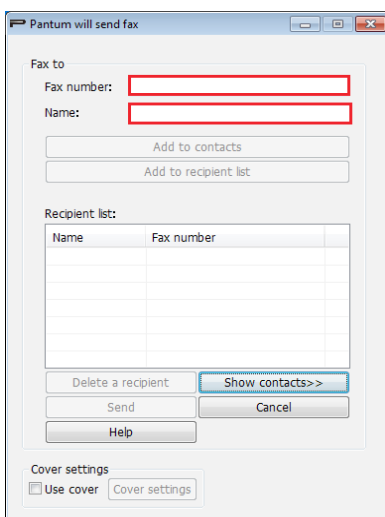 Pantum will send fax
Fax to
Fax number:
Name:
Add to contacts
Add to recipient list
Recipient list:
Name Fax number
Delete a recipient Show contacts>>
Send Cancel
Help
Cover settings
Use cover Cover settings